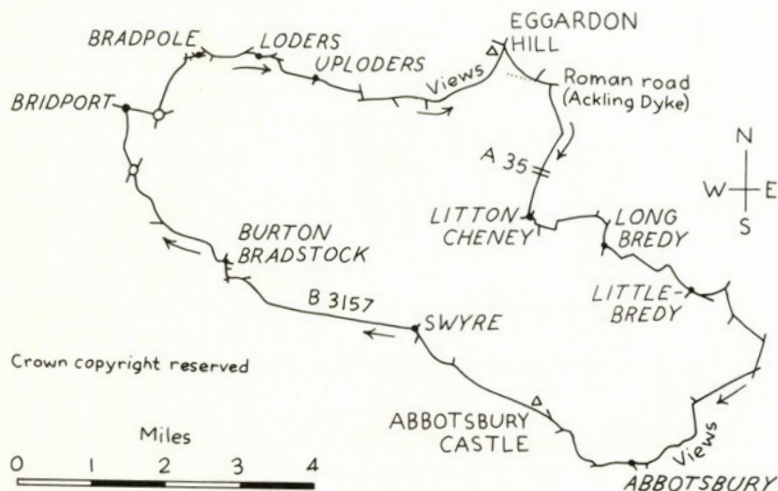 EGGARDON
HILL
BRADPOLE
LODERS
UPLODERS
Views
Roman road
(Ackling Dyke)
BRIDPORT
A 35
N
W E
S
LITTON
CHENEY
LONG
BREDY
BURTON
BRADSTOCK
LITTLE-
BREDY
B 3157
SWYRE
Crown copyright reserved
ABBOTSBURY
CASTLE
Views
Miles
0 1 2 3 4
ABBOTSBURY